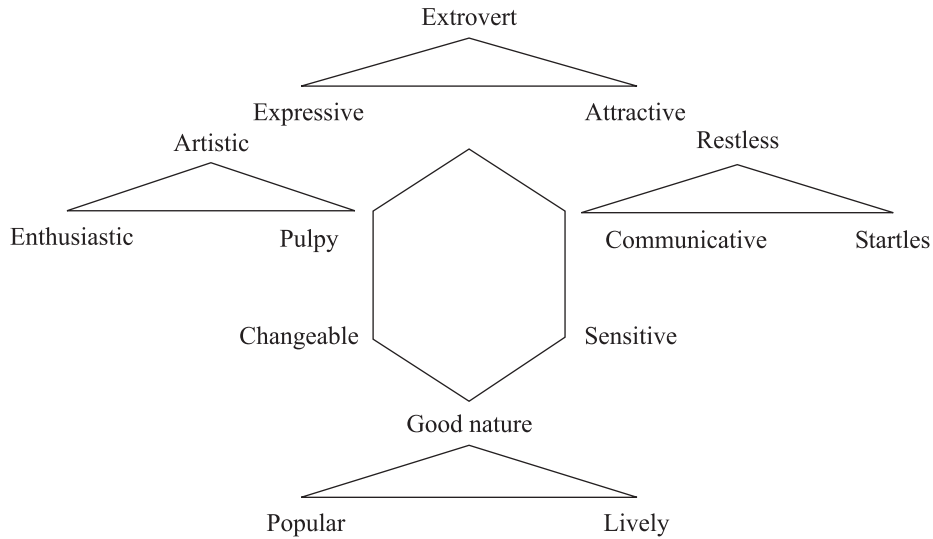 Extrovert
Expressive
Attractive
Artistic
Restless
Enthusiastic
Pulpy
Communicative
Startles
Changeable
Sensitive
Good nature
Popular
Lively